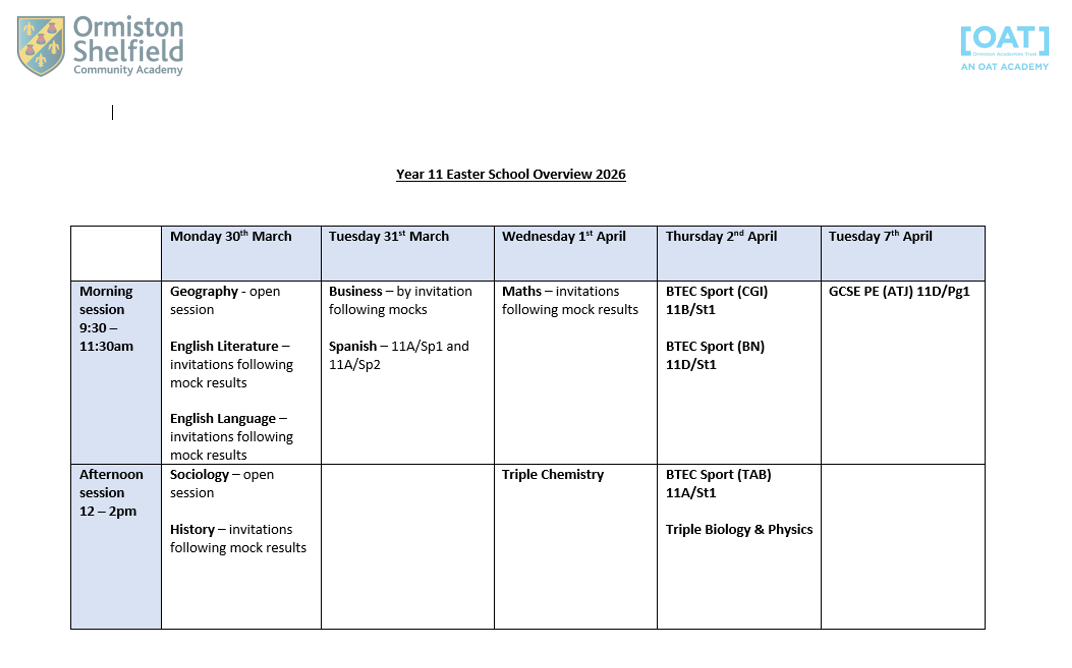 Ormiston
Shelfield
Community Academy
[OAT]
Ormiston Academies Trust
AN OAT ACADEMY
Year 11 Easter School Overview 2026
Monday 30th March
Tuesday 31st March
Wednesday 1st April
Thursday 2nd April
Tuesday 7th April
Morning
session
9:30 –
11:30am
Geography - open
session
English Literature –
invitations following
mock results
English Language –
invitations following
mock results
Business – by invitation
following mocks
Spanish – 11A/Sp1 and
11A/Sp2
Maths – invitations
following mock results
BTEC Sport (CGI)
11B/St1
BTEC Sport (BN)
11D/St1
GCSE PE (ATJ) 11D/Pg1
Afternoon
session
12 – 2pm
Sociology – open
session
History – invitations
following mock results
Triple Chemistry
BTEC Sport (TAB)
11A/St1
Triple Biology & Physics